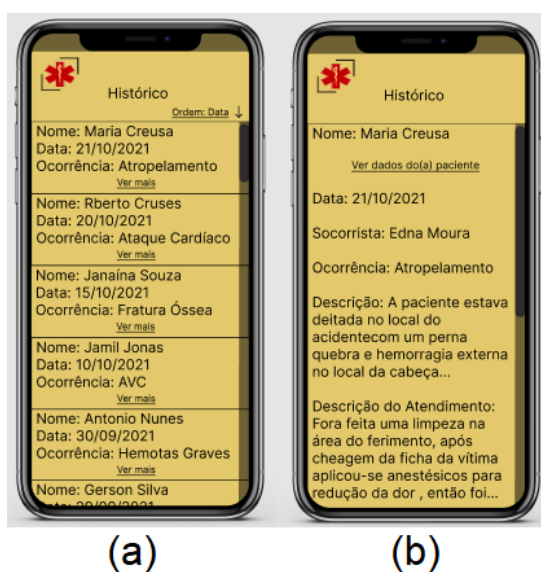 Histórico
Ordem: Data ↓
Nome: Maria Creusa
Data: 21/10/2021
Ocorrência: Atropelamento
Ver mais
Nome: Rberto Cruses
Data: 20/10/2021
Ocorrência: Ataque Cardíaco
Ver mais
Nome: Janaína Souza
Data: 15/10/2021
Ocorrência: Fratura Óssea
Ver mais
Nome: Jamil Jonas
Data: 10/10/2021
Ocorrência: AVC
Ver mais
Nome: Antonio Nunes
Data: 30/09/2021
Ocorrência: Hemotas Graves
Ver mais
Nome: Gerson Silva
(a)
Histórico
Nome: Maria Creusa
Ver dados do(a) paciente
Data: 21/10/2021
Socorrista: Edna Moura
Ocorrência: Atropelamento
Descrição: A paciente estava
deitada no local do
acidentecom um perna
quebra e hemorragia externa
no local da cabeça...
Descrição do Atendimento:
Fora feita uma limpeza na
área do ferimento, após
cheagem da ficha da vítima
aplicou-se anestésicos para
redução da dor , então foi...
(b)